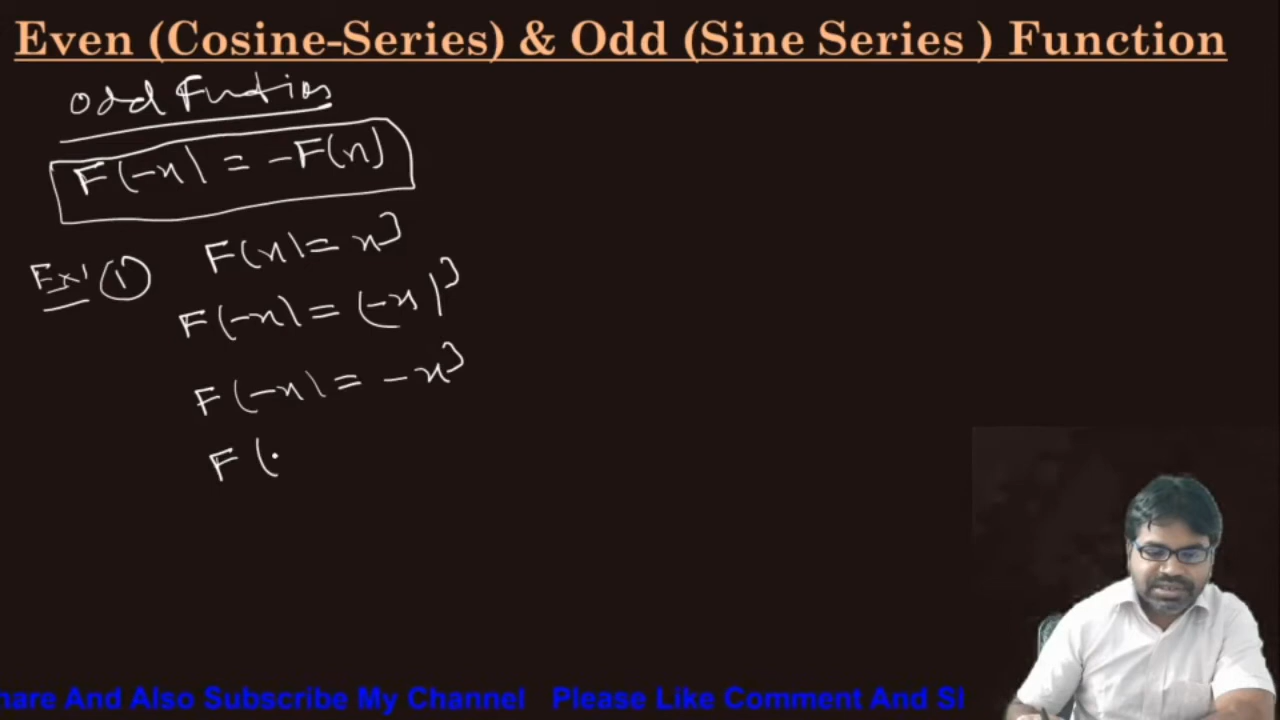 Even (Cosine-Series) & Odd (Sine Series ) Function
Odd Function
F(-x) = -F(x)
Ex: ① F(x) = x³
F(-x) = (-x)³
F(-x) = -x³
F(
hare And Also Subscribe My Channel Please Like Comment And Sl